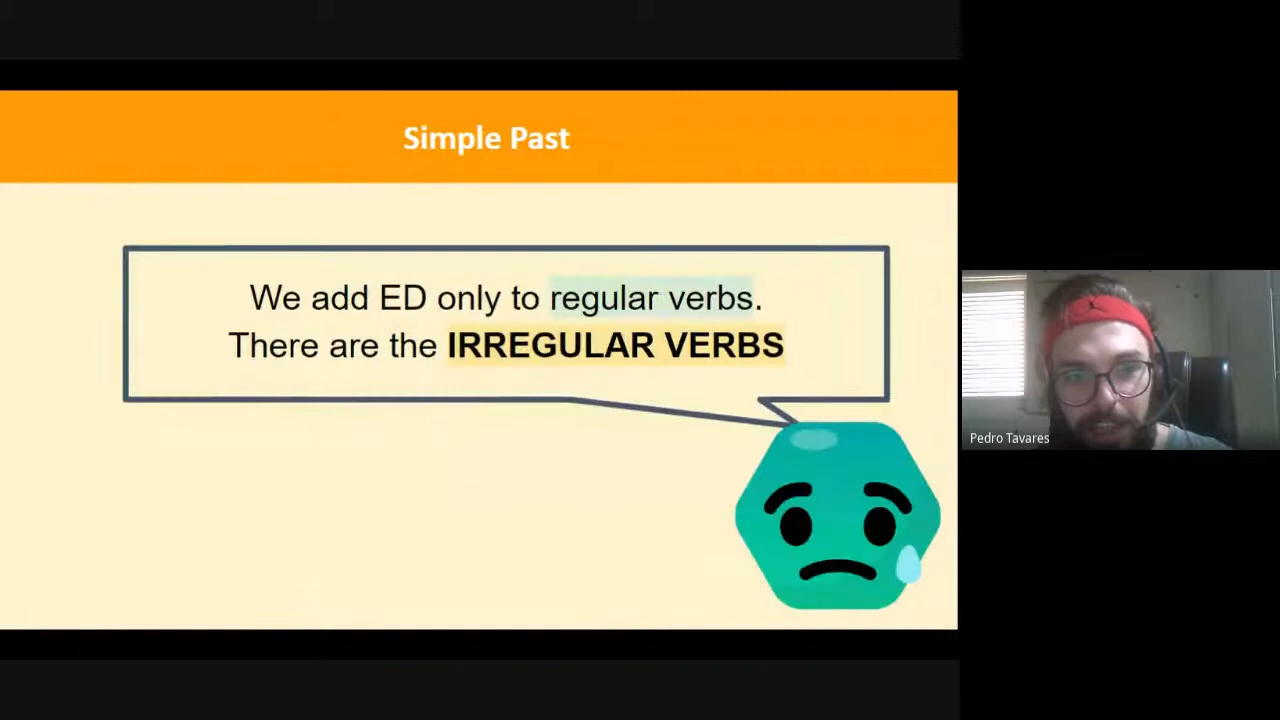 Simple Past
We add ED only to regular verbs.
There are the IRREGULAR VERBS
Pedro Tavares